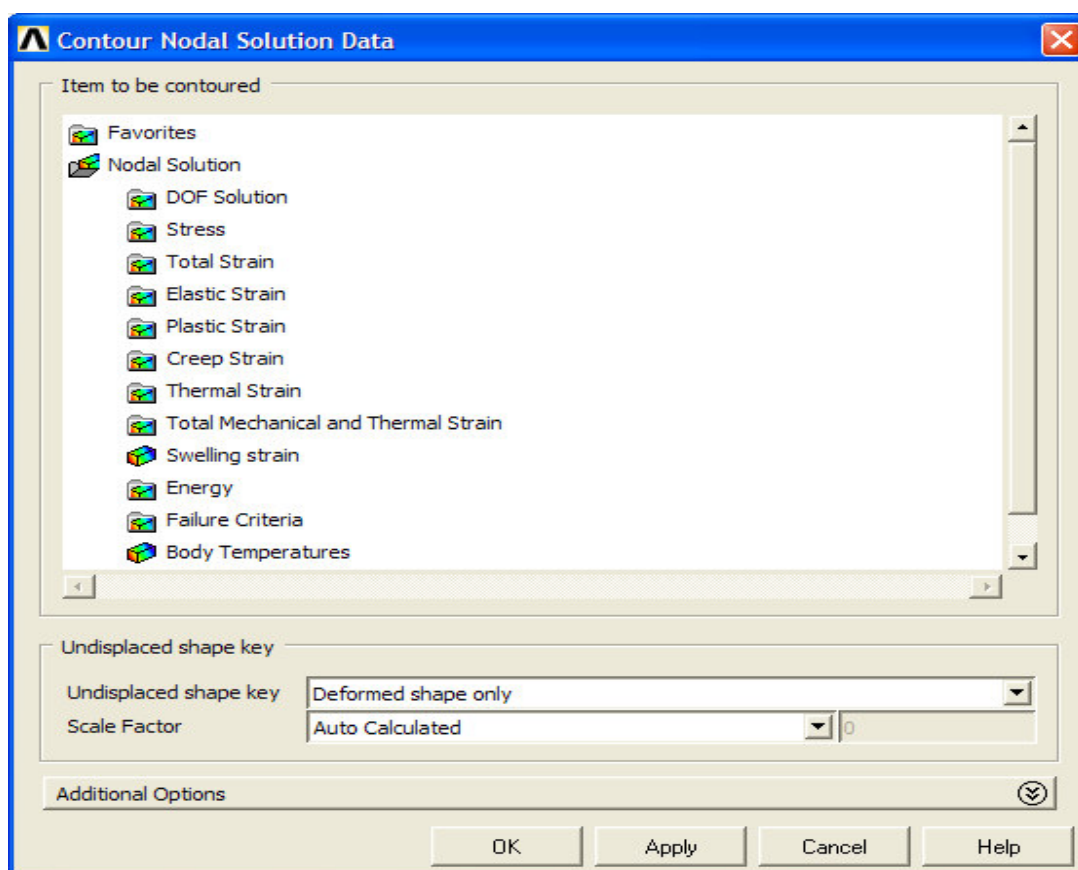 Contour Nodal Solution Data
Item to be contoured
Favorites
Nodal Solution
DOF Solution
Stress
Total Strain
Elastic Strain
Plastic Strain
Creep Strain
Thermal Strain
Total Mechanical and Thermal Strain
Swelling strain
Energy
Failure Criteria
Body Temperatures
Undisplaced shape key
Undisplaced shape key Deformed shape only
Scale Factor Auto Calculated 0
Additional Options
OK Apply Cancel Help